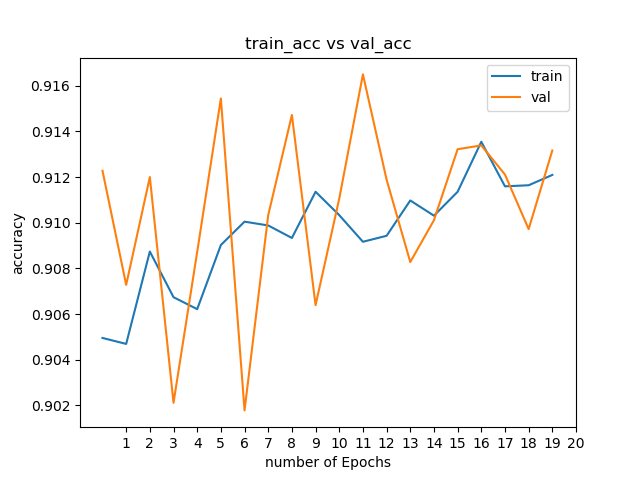 train_acc vs val_acc
train
val
0.916
0.914
0.912
0.910
0.908
0.906
0.904
0.902
accuracy
1 2 3 4 5 6 7 8 9 10 11 12 13 14 15 16 17 18 19 20
number of Epochs